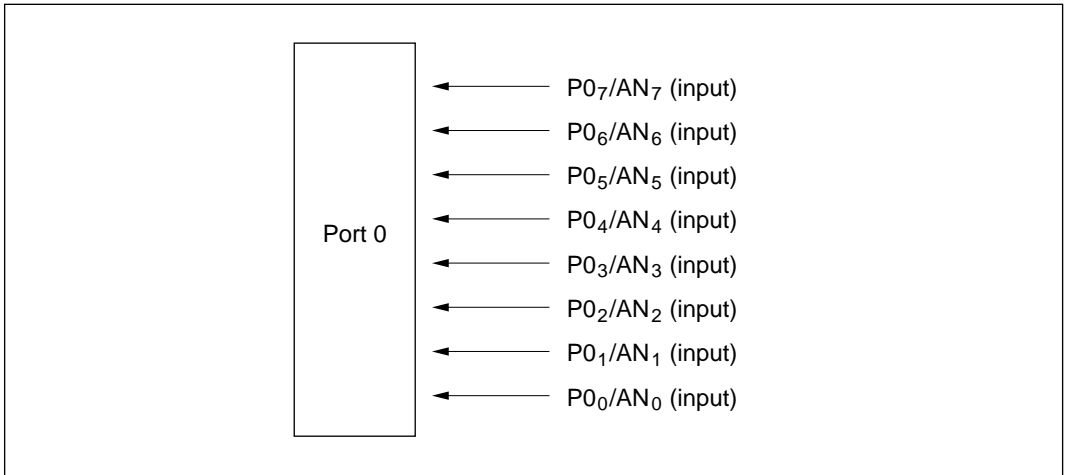 P0₇/AN₇ (input)
P0₆/AN₆ (input)
P0₅/AN₅ (input)
P0₄/AN₄ (input)
Port 0
P0₃/AN₃ (input)
P0₂/AN₂ (input)
P0₁/AN₁ (input)
P0₀/AN₀ (input)